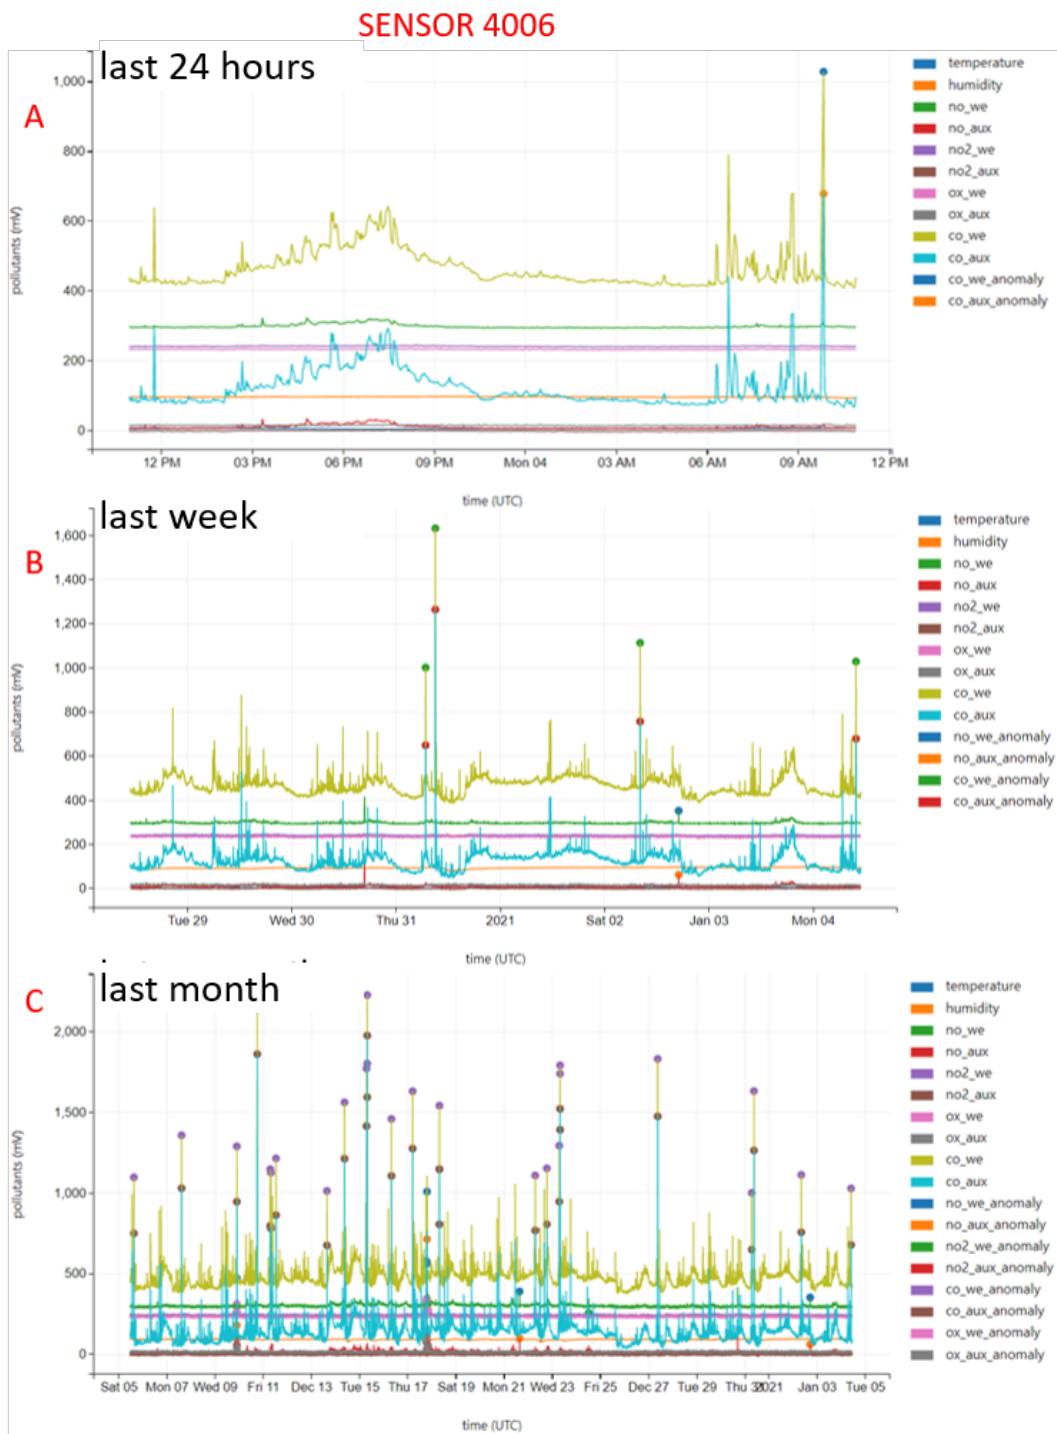 SENSOR 4006
last 24 hours
A
1,000
800
600
400
200
0
pollutants (mV)
12 PM 03 PM 06 PM 09 PM Mon 04 03 AM 06 AM 09 AM 12 PM
time (UTC)
temperature
humidity
no_we
no_aux
no2_we
no2_aux
ox_we
ox_aux
co_we
co_aux
co_we_anomaly
co_aux_anomaly
last week
B
1,600
1,400
1,200
1,000
800
600
400
200
0
pollutants (mV)
Tue 29 Wed 30 Thu 31 2021 Sat 02 Jan 03 Mon 04
time (UTC)
temperature
humidity
no_we
no_aux
no2_we
no2_aux
ox_we
ox_aux
co_we
co_aux
no_we_anomaly
no_aux_anomaly
co_we_anomaly
co_aux_anomaly
last month
C
2,000
1,500
1,000
500
0
pollutants (mV)
Sat 05 Mon 07 Wed 09 Fri 11 Dec 13 Tue 15 Thu 17 Sat 19 Mon 21 Wed 23 Fri 25 Dec 27 Tue 29 Thu 2021 Jan 03 Tue 05
time (UTC)
temperature
humidity
no_we
no_aux
no2_we
no2_aux
ox_we
ox_aux
co_we
co_aux
no_we_anomaly
no_aux_anomaly
no2_we_anomaly
no2_aux_anomaly
co_we_anomaly
co_aux_anomaly
ox_we_anomaly
ox_aux_anomaly